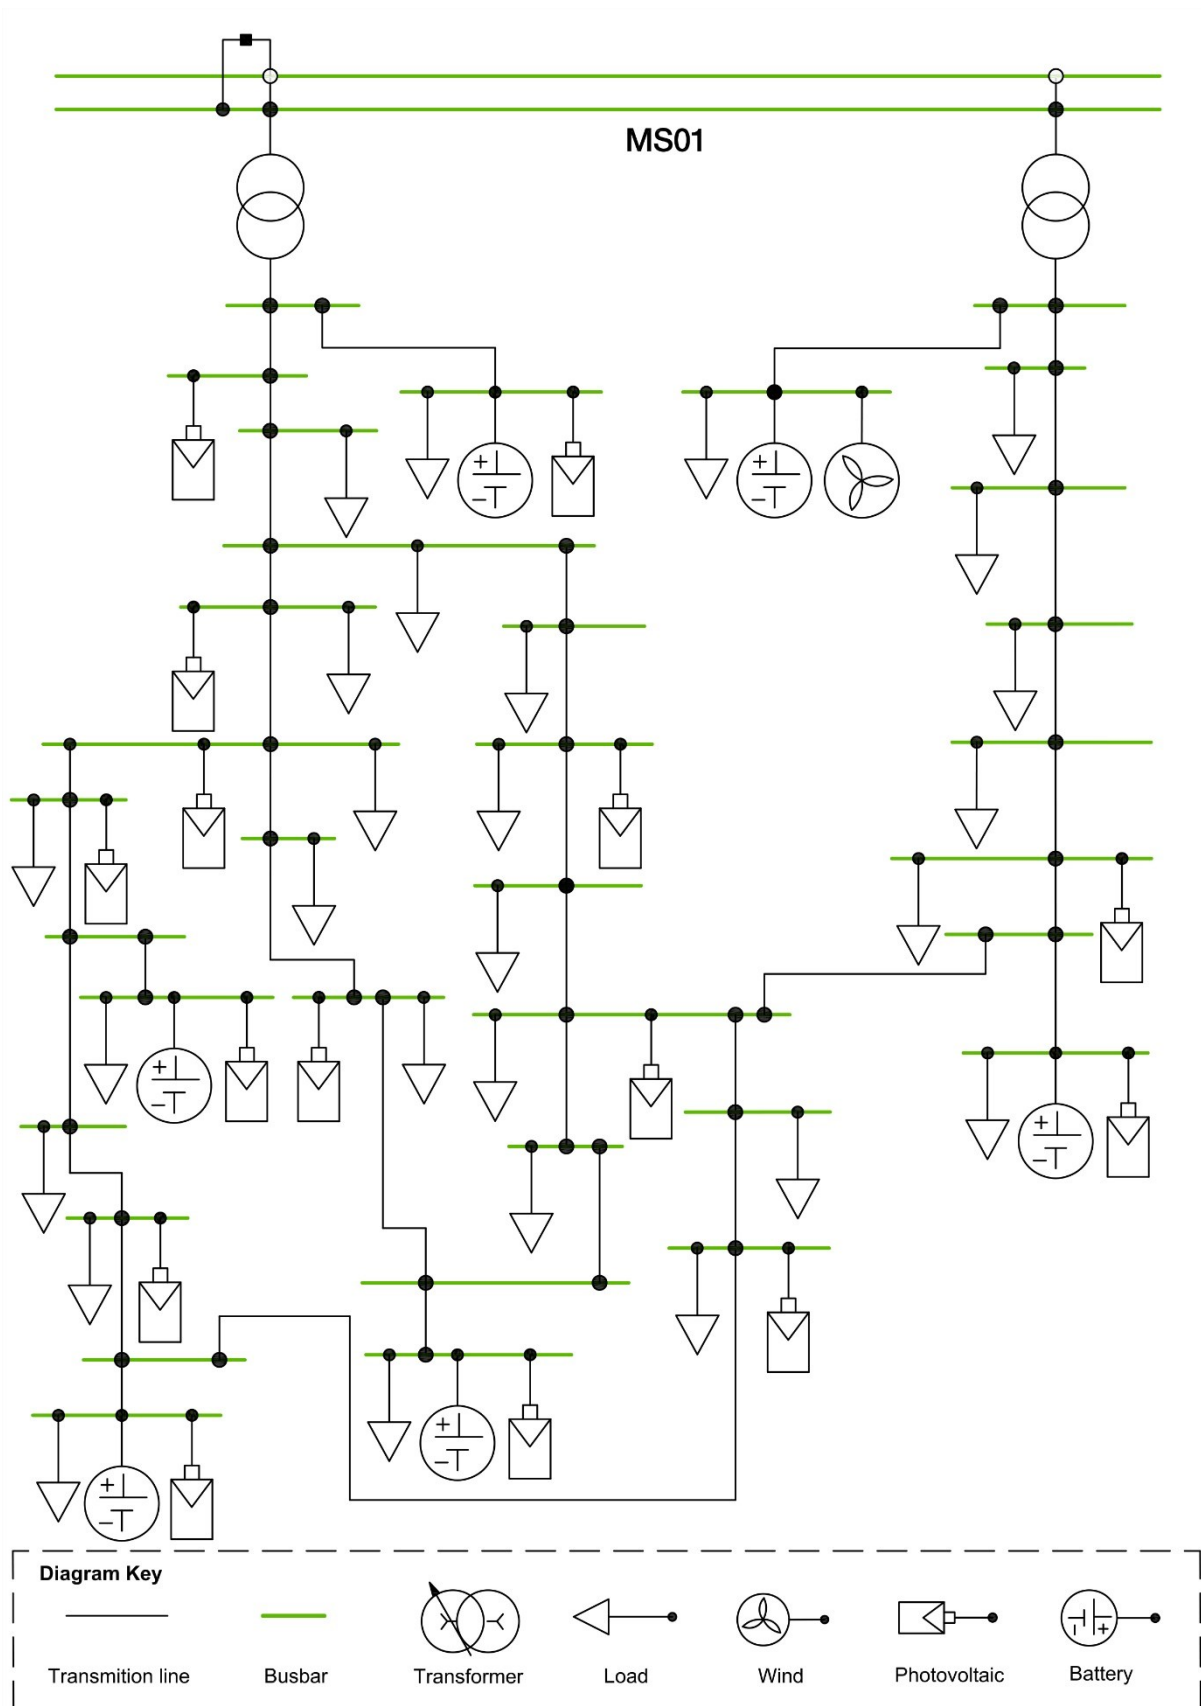 MS01
Diagram Key
Transmition line
Busbar
Transformer
Load
Wind
Photovoltaic
Battery